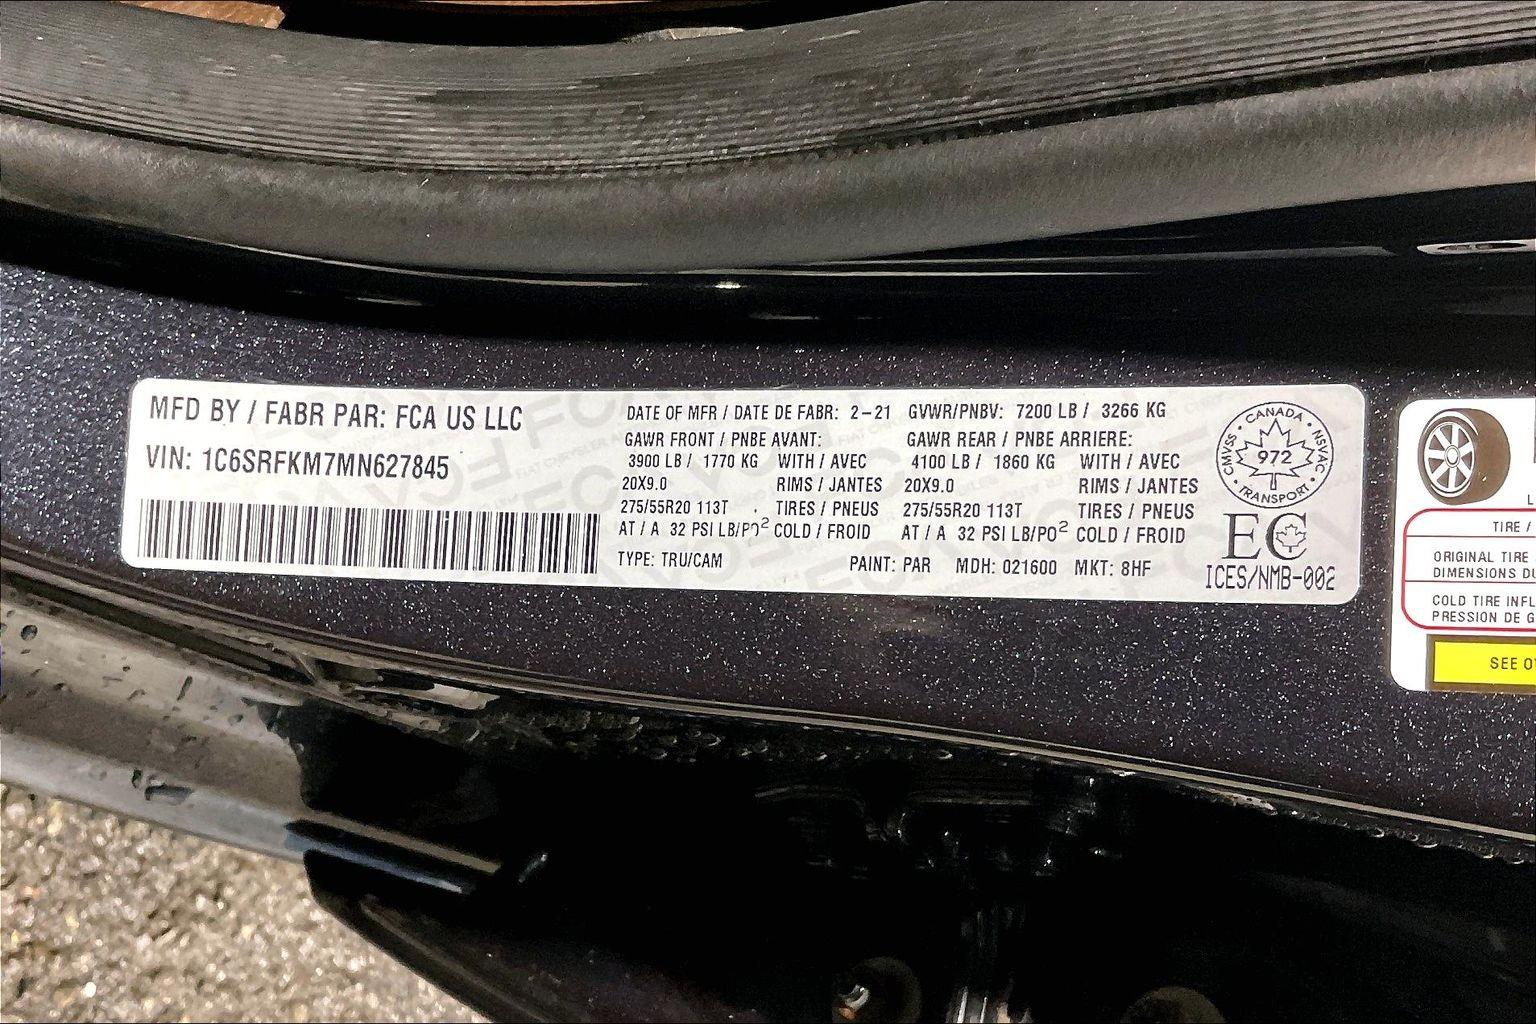 MFD BY / FABR PAR: FCA US LLC
VIN: 1C6SRFKM7MN627845
DATE OF MFR / DATE DE FABR: 2-21 GVWR/PNBV: 7200 LB / 3266 KG
GAWR FRONT / PNBE AVANT: GAWR REAR / PNBE ARRIERE:
3900 LB / 1770 KG WITH / AVEC 4100 LB / 1860 KG WITH / AVEC
20X9.0 RIMS / JANTES 20X9.0 RIMS / JANTES
275/55R20 113T TIRES / PNEUS 275/55R20 113T TIRES / PNEUS
AT / A 32 PSI LB/PO² COLD / FROID AT / A 32 PSI LB/PO² COLD / FROID
TYPE: TRU/CAM PAINT: PAR MDH: 021600 MKT: 8HF
CANADA
CMVSS · NSVAC
972
TRANSPORT
EC
ICES/NMB-002
TIRE /
ORIGINAL TIRE
DIMENSIONS DU
COLD TIRE INFL
PRESSION DE G
SEE O